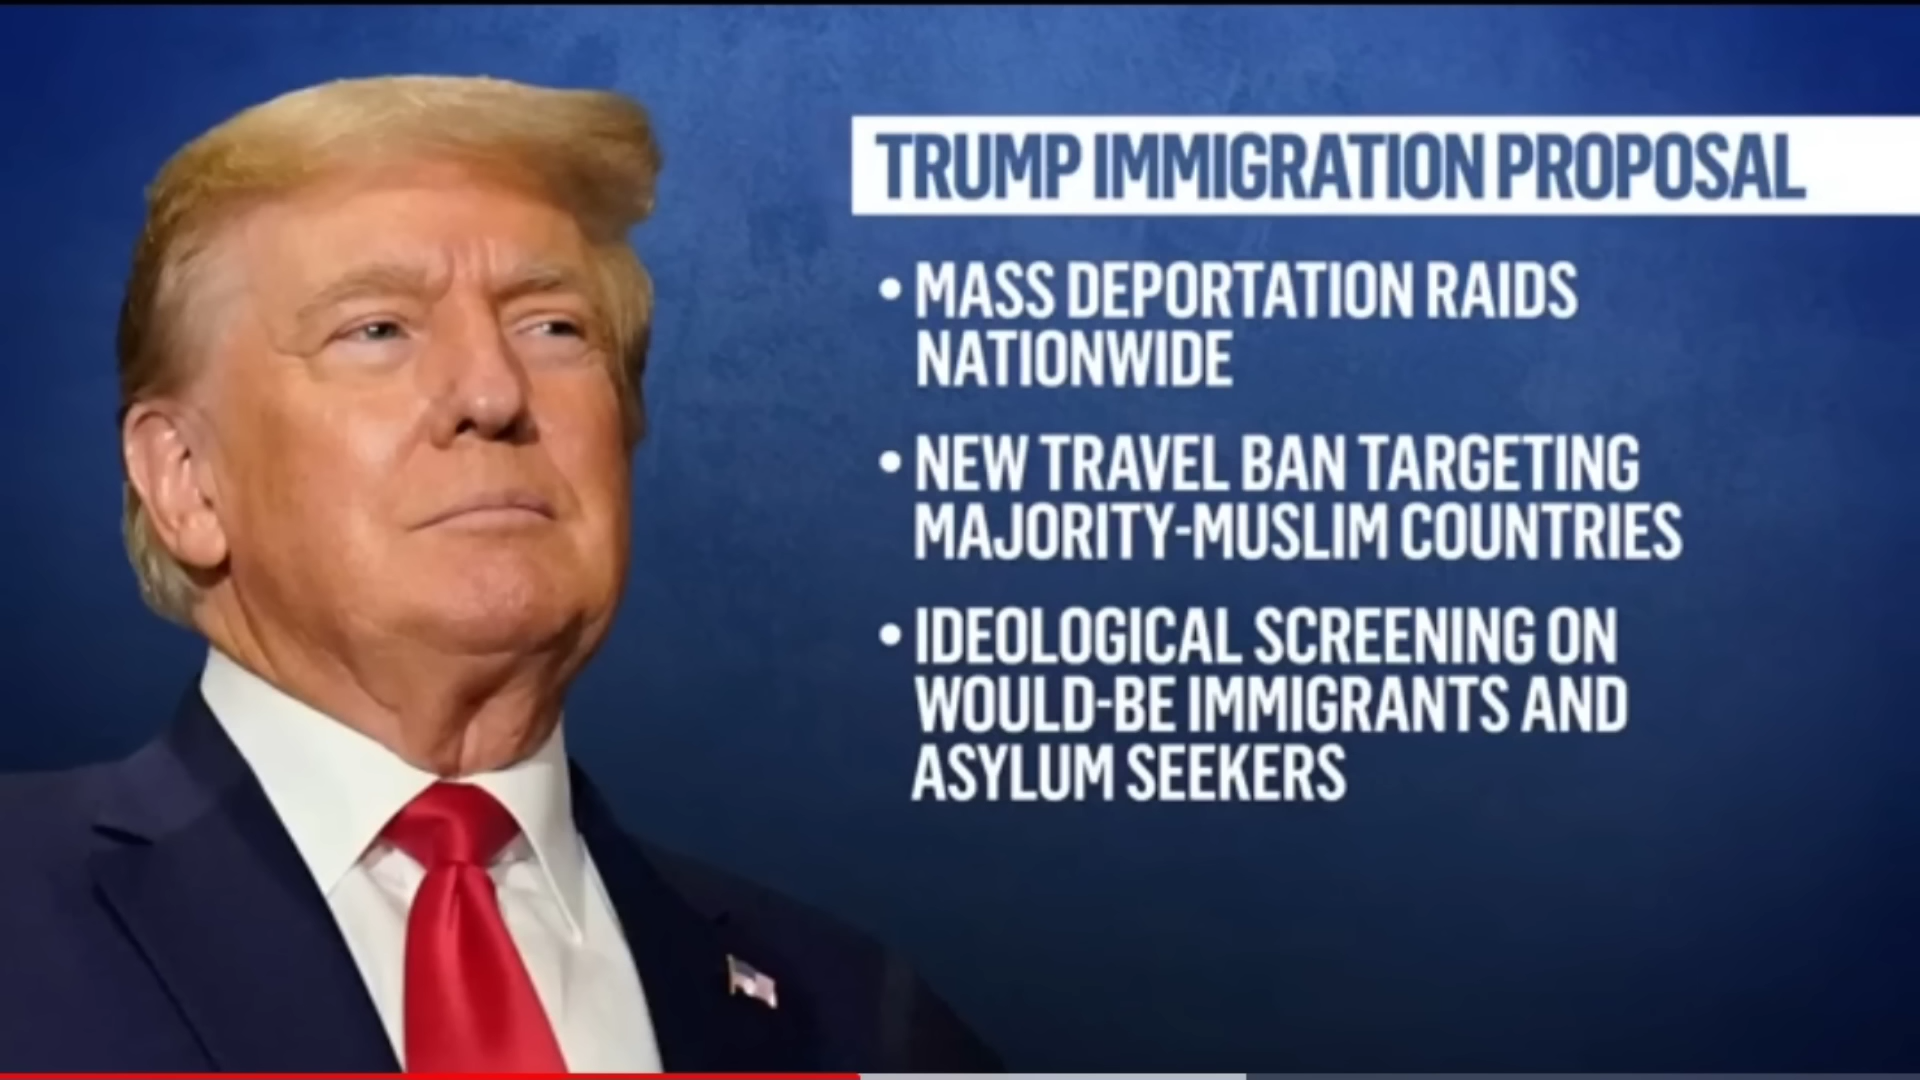 TRUMP IMMIGRATION PROPOSAL
• MASS DEPORTATION RAIDS
NATIONWIDE
• NEW TRAVEL BAN TARGETING
MAJORITY-MUSLIM COUNTRIES
• IDEOLOGICAL SCREENING ON
WOULD-BE IMMIGRANTS AND
ASYLUM SEEKERS